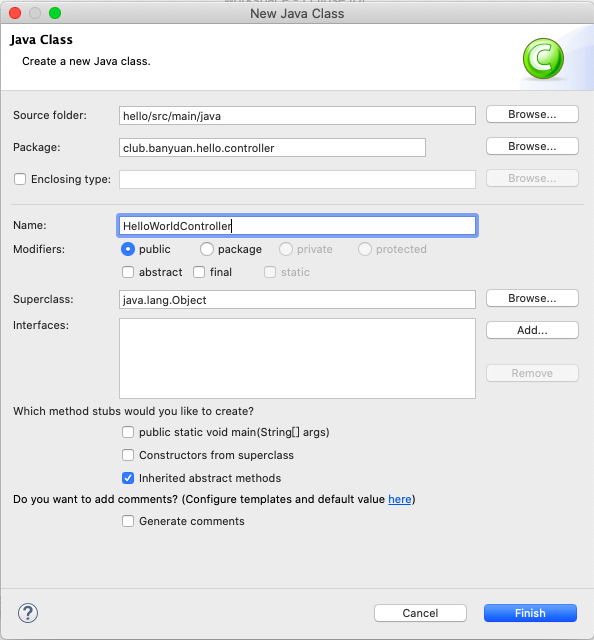 New Java Class
Java Class
Create a new Java class.
Source folder: hello/src/main/java Browse...
Package: club.banyuan.hello.controller Browse...
Enclosing type: Browse...
Name: HelloWorldController
Modifiers: public package private protected
abstract final static
Superclass: java.lang.Object Browse...
Interfaces: Add...
Remove
Which method stubs would you like to create?
public static void main(String[] args)
Constructors from superclass
Inherited abstract methods
Do you want to add comments? (Configure templates and default value here)
Generate comments
? Cancel Finish